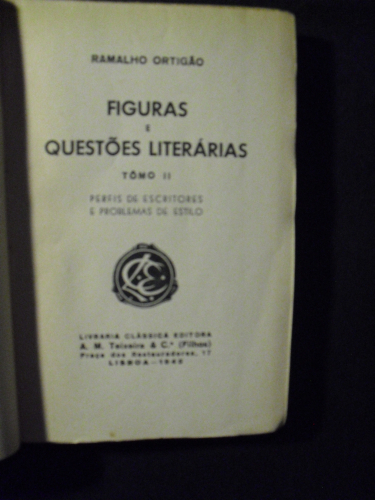 RAMALHO ORTIGÃO
FIGURAS
E
QUESTÕES LITERÁRIAS
TÔMO II
PERFIS DE ESCRITORES
E PROBLEMAS DE ESTILO
LIVRARIA CLÁSSICA EDITORA
A. M. Teixeira & C.ª (Filhos)
Praça dos Restauradores, 17
LISBOA